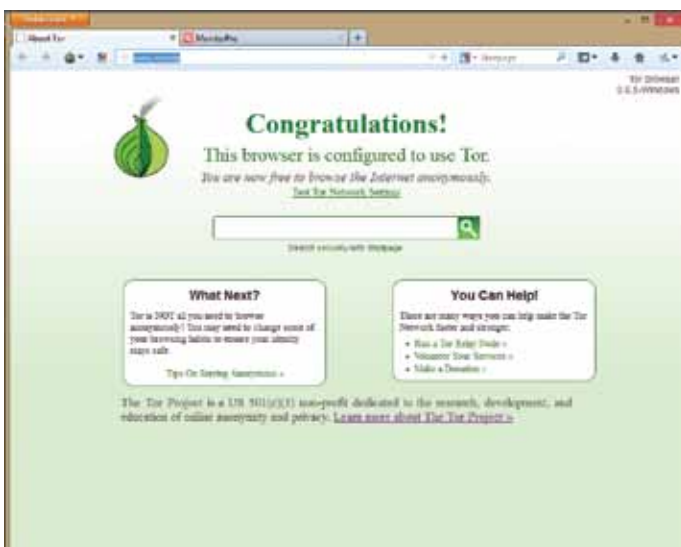 About Tor
Startpage
Tor Browser
Congratulations!
This browser is configured to use Tor.
You are now free to browse the Internet anonymously.
Test Tor Network Settings
Search securely with Startpage
What Next?
Tor is NOT all you need to browse
anonymously! You may need to change some of
your browsing habits to ensure your identity
stays safe.
Tips On Staying Anonymous »
You Can Help!
There are many ways you can help make the Tor
Network faster and stronger:
• Run a Tor Relay Node »
• Volunteer Your Services »
• Make a Donation »
The Tor Project is a US 501(c)(3) non-profit dedicated to the research, development, and
education of online anonymity and privacy. Learn more about The Tor Project »